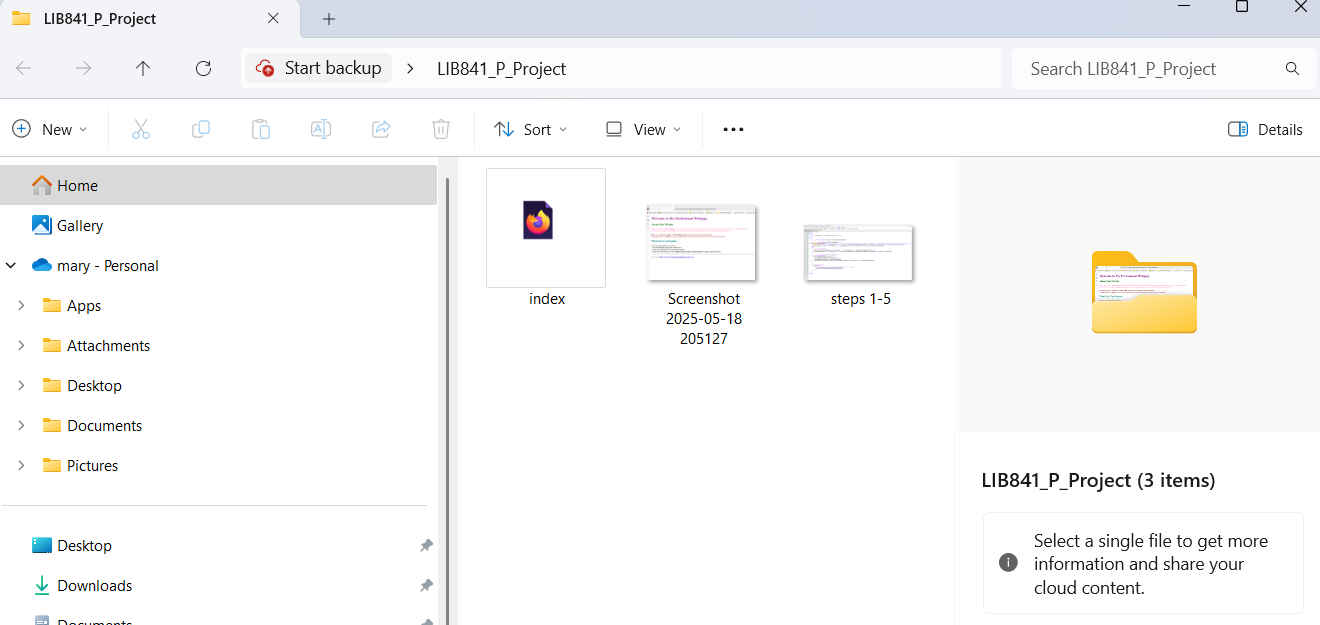 LIB841_P_Project
Start backup
LIB841_P_Project
Search LIB841_P_Project
New
Sort
View
Details
Home
Gallery
mary - Personal
Apps
Attachments
Desktop
Documents
Pictures
Desktop
Downloads
Documents
index
Screenshot
2025-05-18
205127
steps 1-5
LIB841_P_Project (3 items)
Select a single file to get more
information and share your
cloud content.